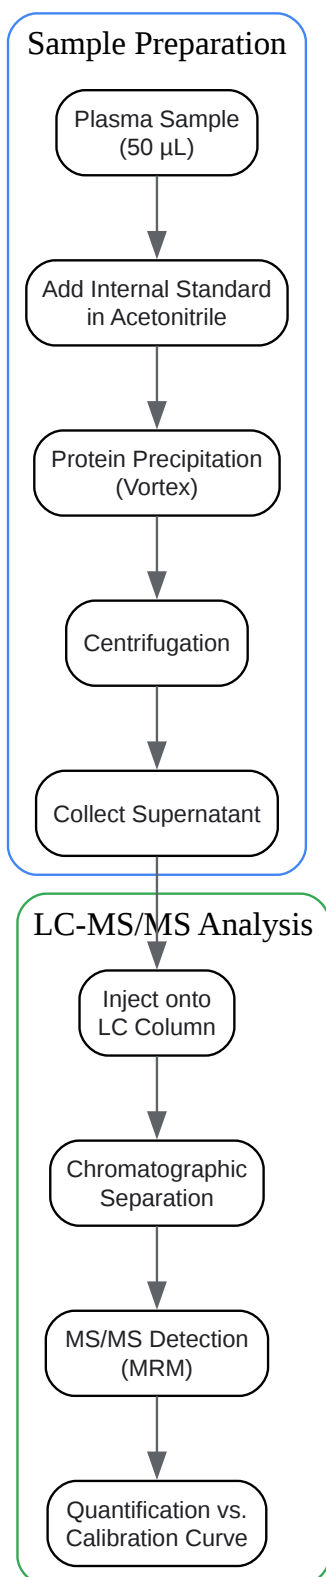 Sample Preparation
Plasma Sample
(50 µL)
Add Internal Standard
in Acetonitrile
Protein Precipitation
(Vortex)
Centrifugation
Collect Supernatant
LC-MS/MS Analysis
Inject onto
LC Column
Chromatographic
Separation
MS/MS Detection
(MRM)
Quantification vs.
Calibration Curve